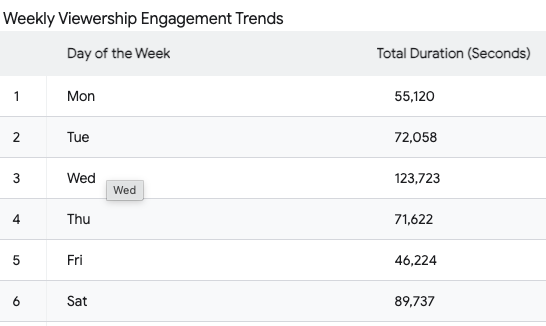 Weekly Viewership Engagement Trends
Day of the Week Total Duration (Seconds)
1 Mon 55,120
2 Tue 72,058
3 Wed 123,723
Wed
4 Thu 71,622
5 Fri 46,224
6 Sat 89,737